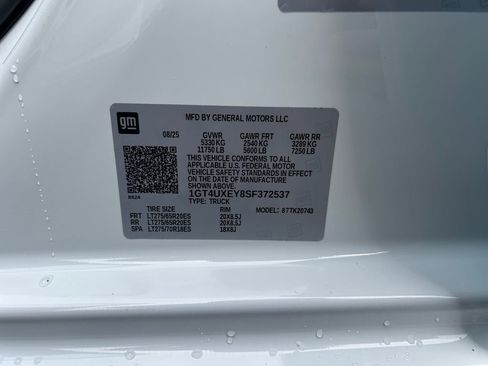 MFD BY GENERAL MOTORS LLC
gm
08/25 GVWR GAWR FRT GAWR RR
5330 KG 2540 KG 3289 KG
11750 LB 5600 LB 7250 LB
THIS VEHICLE CONFORMS TO ALL
APPLICABLE U.S. FEDERAL MOTOR
VEHICLE SAFETY STANDARDS IN EFFECT
ON THE DATE OF MANUFACTURE
SHOWN ABOVE.
1GT4UXEY8SF372537
TYPE: TRUCK
TIRE SIZE RIM MODEL: 87TK20743
FRT LT275/65R20ES 20X8.5J
RR LT275/65R20ES 20X8.5J
SPA LT275/70R18ES 18X8J